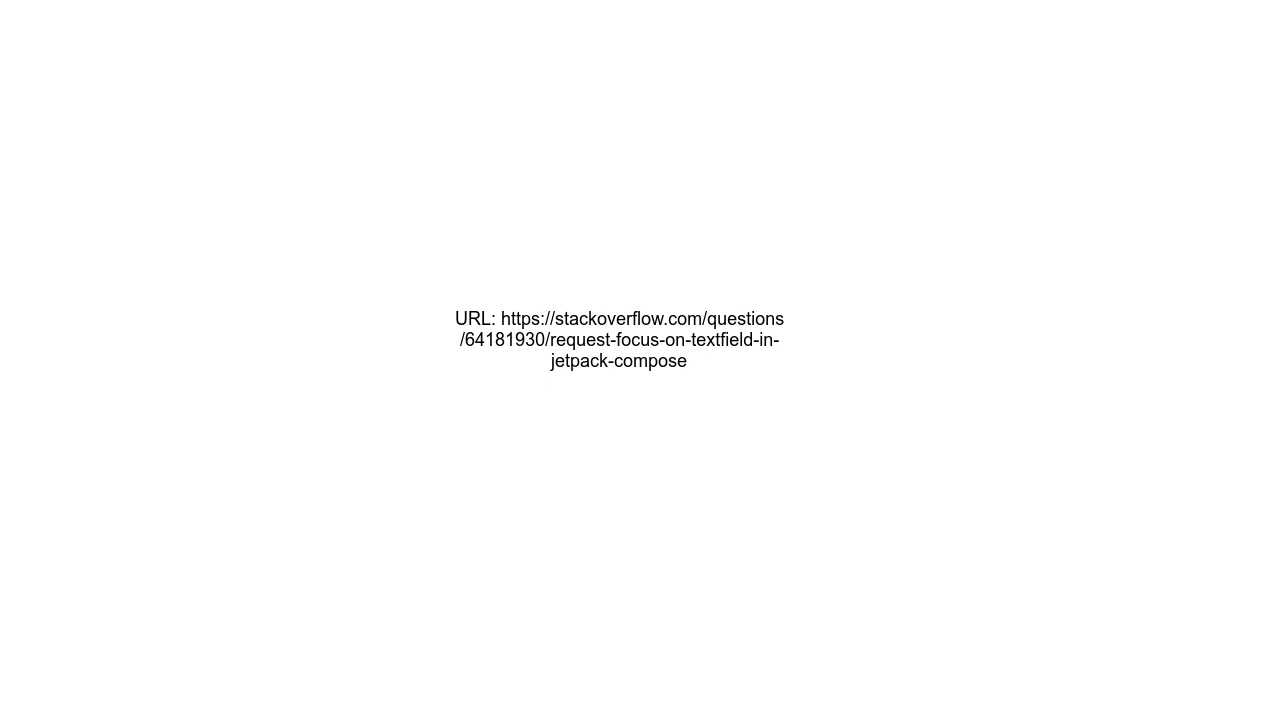 URL: https://stackoverflow.com/questions
/64181930/request-focus-on-textfield-in-
jetpack-compose